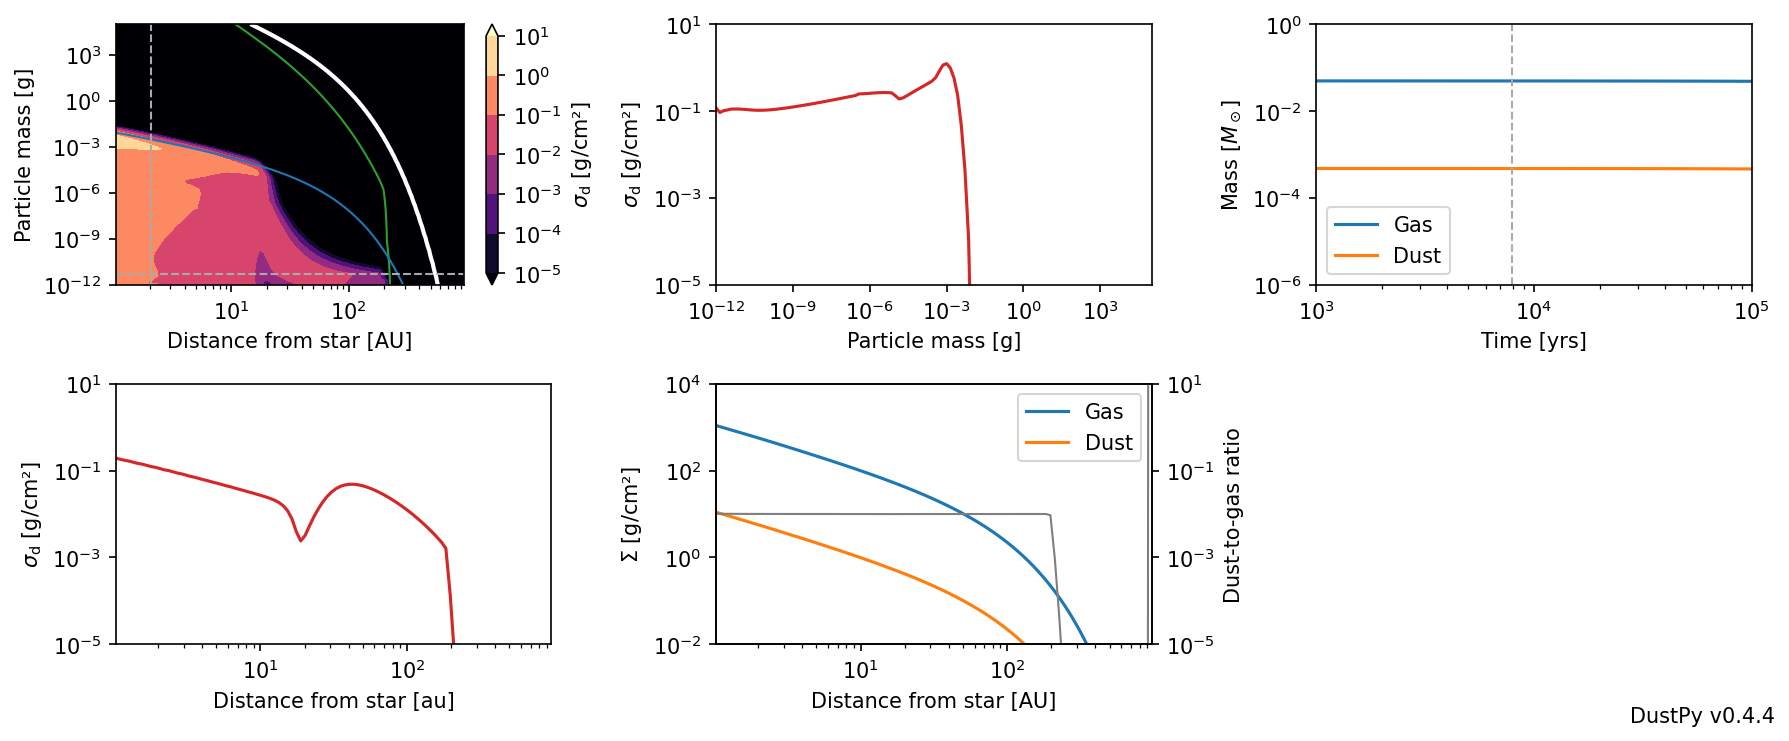 Particle mass [g]
10³
10⁰
10⁻³
10⁻⁶
10⁻⁹
10⁻¹²
10¹
10²
Distance from star [AU]
10¹
10⁰
10⁻¹
10⁻²
10⁻³
10⁻⁴
10⁻⁵
σd [g/cm²]
σd [g/cm²]
10¹
10⁻¹
10⁻³
10⁻⁵
10⁻¹²
10⁻⁹
10⁻⁶
10⁻³
10⁰
10³
Particle mass [g]
Mass [M⊙]
10⁰
10⁻²
10⁻⁴
10⁻⁶
Gas
Dust
10³
10⁴
10⁵
Time [yrs]
σd [g/cm²]
10¹
10⁻¹
10⁻³
10⁻⁵
10¹
10²
Distance from star [au]
Σ [g/cm²]
10⁴
10²
10⁰
10⁻²
Gas
Dust
10¹
10²
Distance from star [AU]
10¹
10⁻¹
10⁻³
10⁻⁵
Dust-to-gas ratio
DustPy v0.4.4